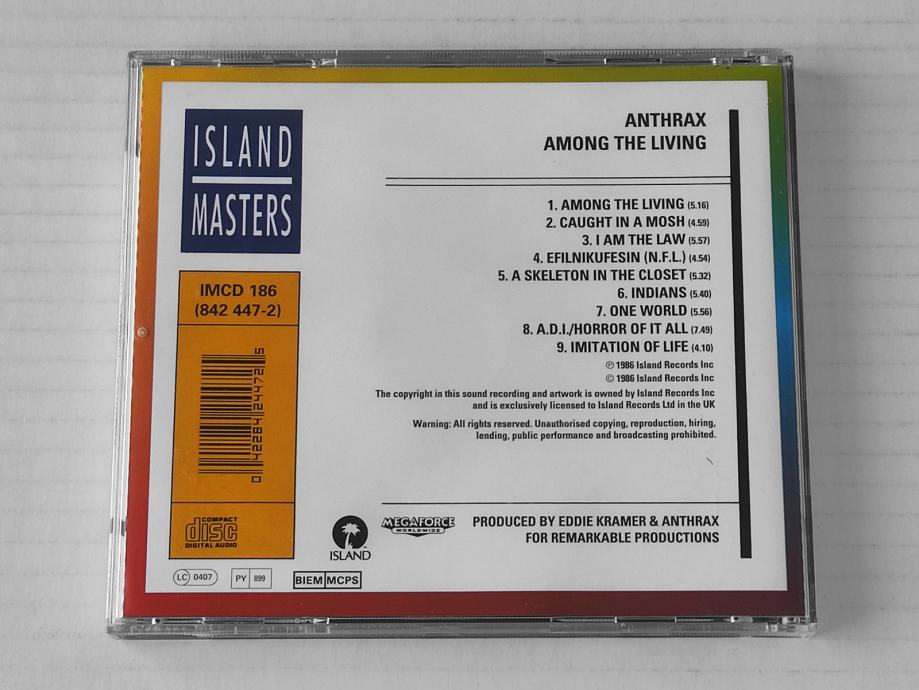 ISLAND
MASTERS
IMCD 186
(842 447-2)
COMPACT
disc
DIGITAL AUDIO
LC 0407
PY 899
BIEM MCPS
ANTHRAX
AMONG THE LIVING
1. AMONG THE LIVING (5.16)
2. CAUGHT IN A MOSH (4.59)
3. I AM THE LAW (5.57)
4. EFILNIKUFESIN (N.F.L.) (4.54)
5. A SKELETON IN THE CLOSET (5.32)
6. INDIANS (5.40)
7. ONE WORLD (5.56)
8. A.D.I./HORROR OF IT ALL (7.49)
9. IMITATION OF LIFE (4.10)
℗ 1986 Island Records Inc
© 1986 Island Records Inc
The copyright in this sound recording and artwork is owned by Island Records Inc
and is exclusively licensed to Island Records Ltd in the UK
Warning: All rights reserved. Unauthorised copying, reproduction, hiring,
lending, public performance and broadcasting prohibited.
ISLAND
MEGAFORCE
WORLDWIDE
PRODUCED BY EDDIE KRAMER & ANTHRAX
FOR REMARKABLE PRODUCTIONS